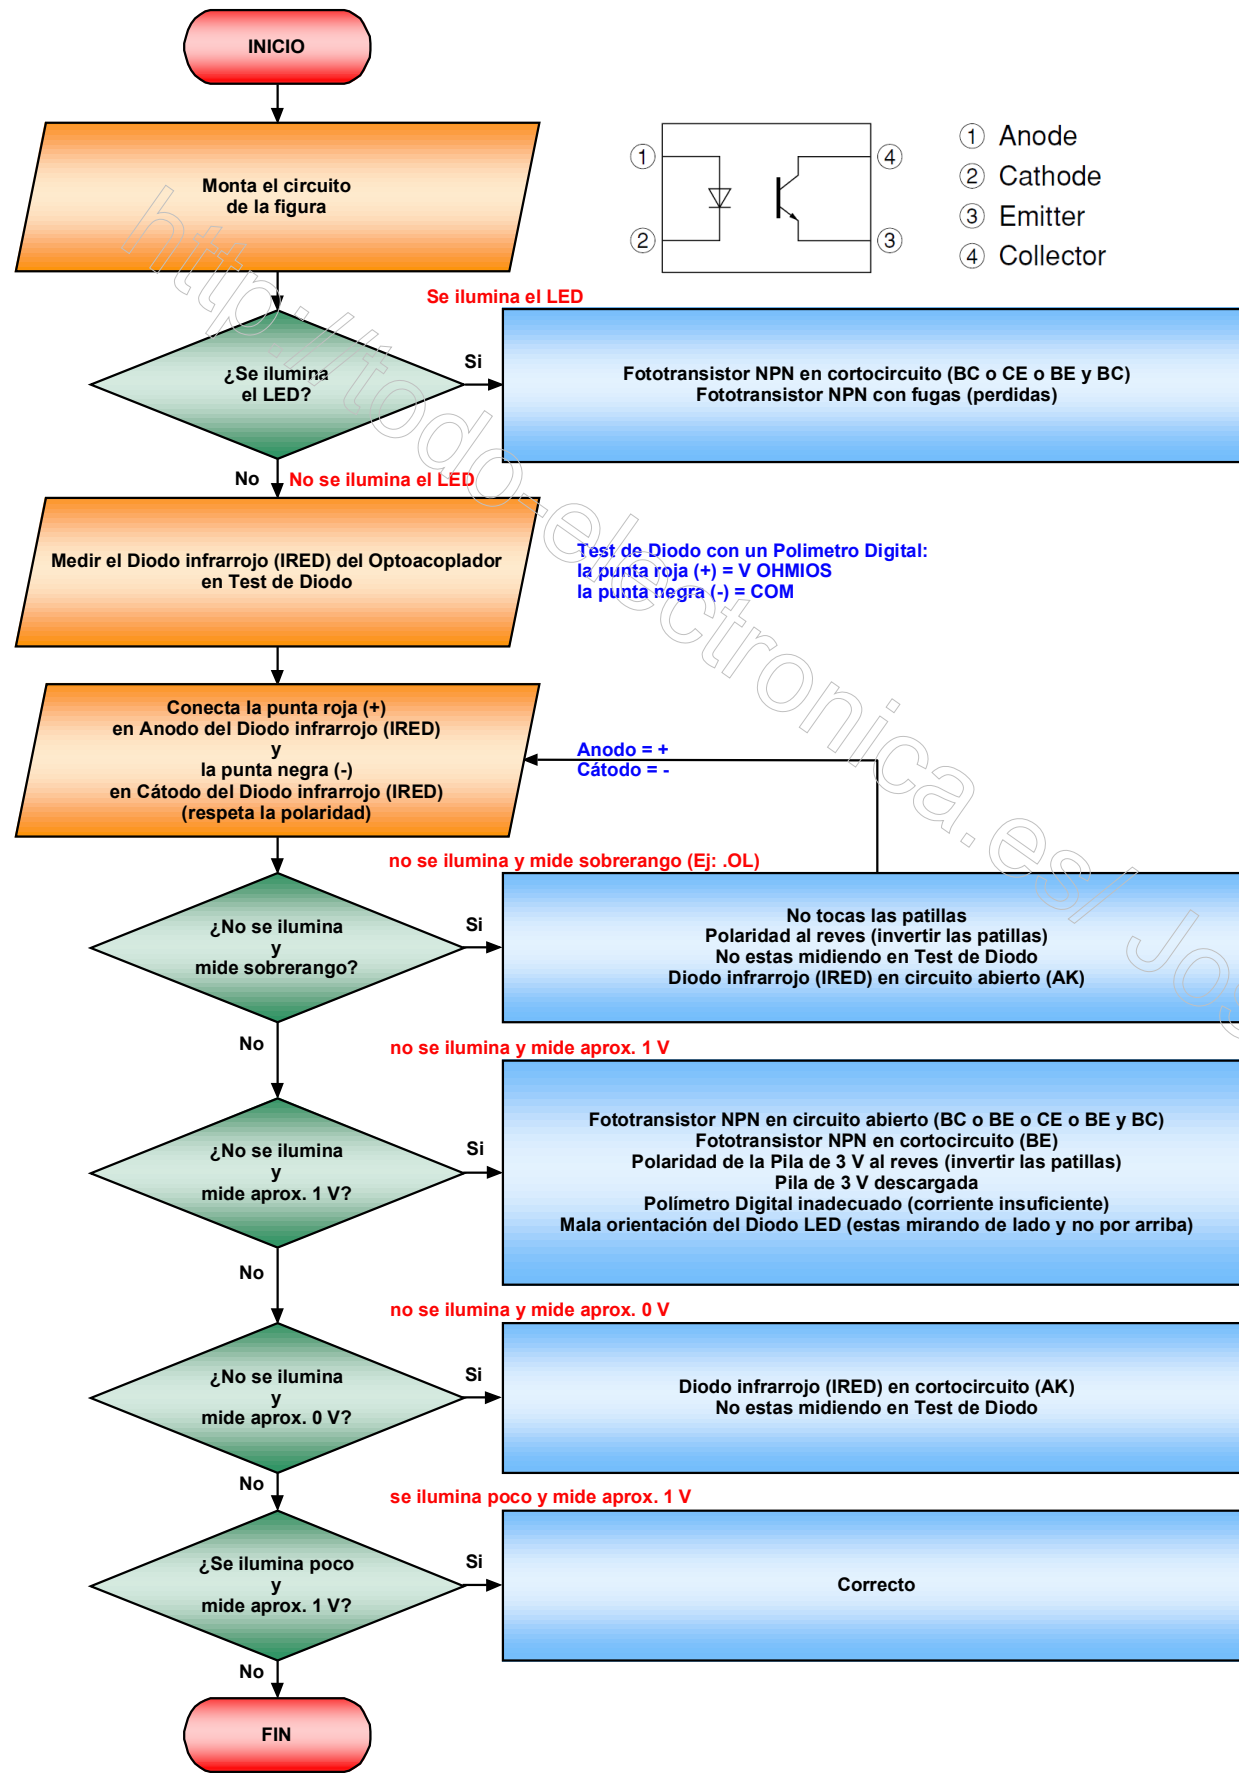 INICIO
Monta el circuito
de la figura
1
2
4
3
1 Anode
2 Cathode
3 Emitter
4 Collector
Se ilumina el LED
¿Se ilumina
el LED?
Si
Fototransistor NPN en cortocircuito (BC o CE o BE y BC)
Fototransistor NPN con fugas (perdidas)
No
No se ilumina el LED
Medir el Diodo infrarrojo (IRED) del Optoacoplador
en Test de Diodo
Test de Diodo con un Polimetro Digital:
la punta roja (+) = V OHMIOS
la punta negra (-) = COM
Conecta la punta roja (+)
en Anodo del Diodo infrarrojo (IRED)
y
la punta negra (-)
en Cátodo del Diodo infrarrojo (IRED)
(respeta la polaridad)
Anodo = +
Cátodo = -
no se ilumina y mide sobrerango (Ej: .OL)
¿No se ilumina
y
mide sobrerango?
Si
No tocas las patillas
Polaridad al reves (invertir las patillas)
No estas midiendo en Test de Diodo
Diodo infrarrojo (IRED) en circuito abierto (AK)
No
no se ilumina y mide aprox. 1 V
¿No se ilumina
y
mide aprox. 1 V?
Si
Fototransistor NPN en circuito abierto (BC o BE o CE o BE y BC)
Fototransistor NPN en cortocircuito (BE)
Polaridad de la Pila de 3 V al reves (invertir las patillas)
Pila de 3 V descargada
Polímetro Digital inadecuado (corriente insuficiente)
Mala orientación del Diodo LED (estas mirando de lado y no por arriba)
No
no se ilumina y mide aprox. 0 V
¿No se ilumina
y
mide aprox. 0 V?
Si
Diodo infrarrojo (IRED) en cortocircuito (AK)
No estas midiendo en Test de Diodo
No
se ilumina poco y mide aprox. 1 V
¿Se ilumina poco
y
mide aprox. 1 V?
Si
Correcto
No
FIN
http://todo-electronica.es/